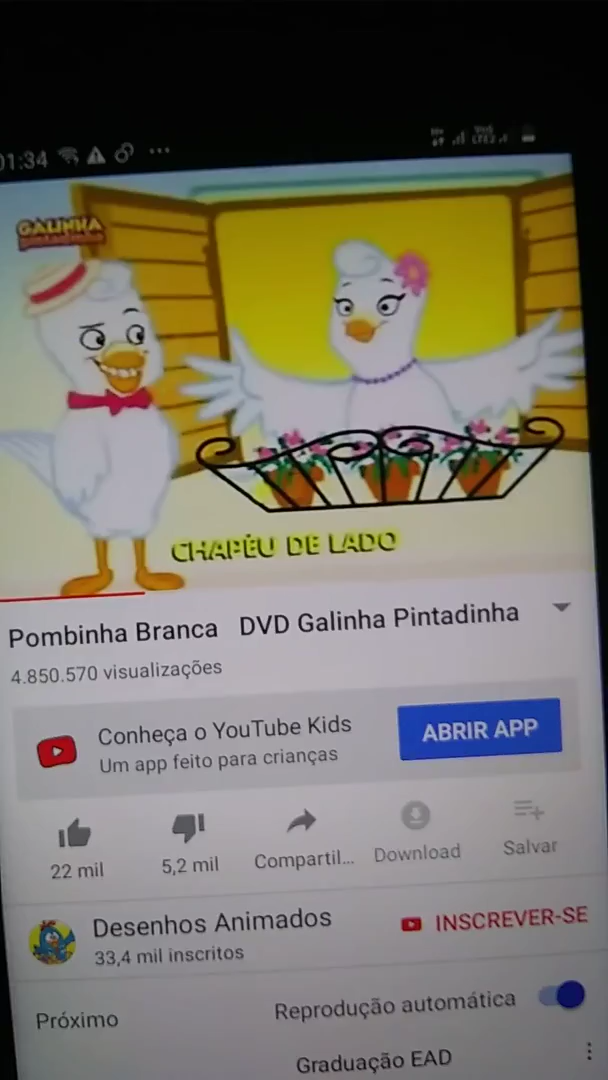 01:34 ...
GALINHA
Pintadinha
CHAPÉU DE LADO
Pombinha Branca DVD Galinha Pintadinha
4.850.570 visualizações
Conheça o YouTube Kids
Um app feito para crianças
ABRIR APP
22 mil
5,2 mil
Compartil...
Download
Salvar
Desenhos Animados
33,4 mil inscritos
INSCREVER-SE
Próximo
Reprodução automática
Graduação EAD